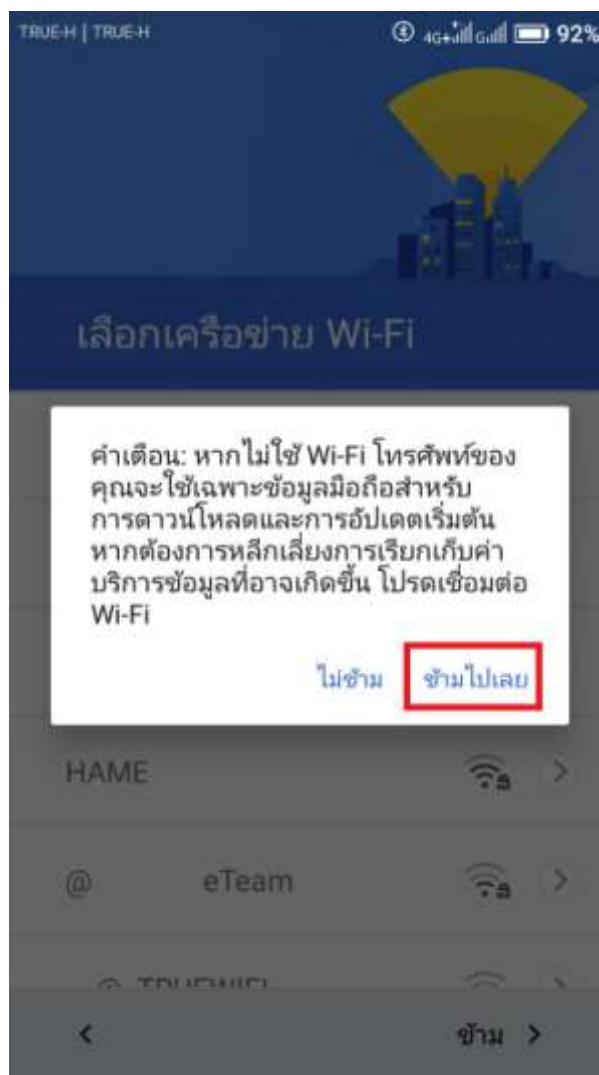 TRUE-H | TRUE-H 4G+ G 92%
เลือกเครือข่าย Wi-Fi
คำเตือน: หากไม่ใช้ Wi-Fi โทรศัพท์ของ
คุณจะใช้เฉพาะข้อมูลมือถือสำหรับ
การดาวน์โหลดและการอัปเดตเริ่มต้น
หากต้องการหลีกเลี่ยงการเรียกเก็บค่า
บริการข้อมูลที่อาจเกิดขึ้น โปรดเชื่อมต่อ
Wi-Fi
ไม่ข้าม ข้ามไปเลย
HAME
@ eTeam
@ TRUEWIFI
ข้าม